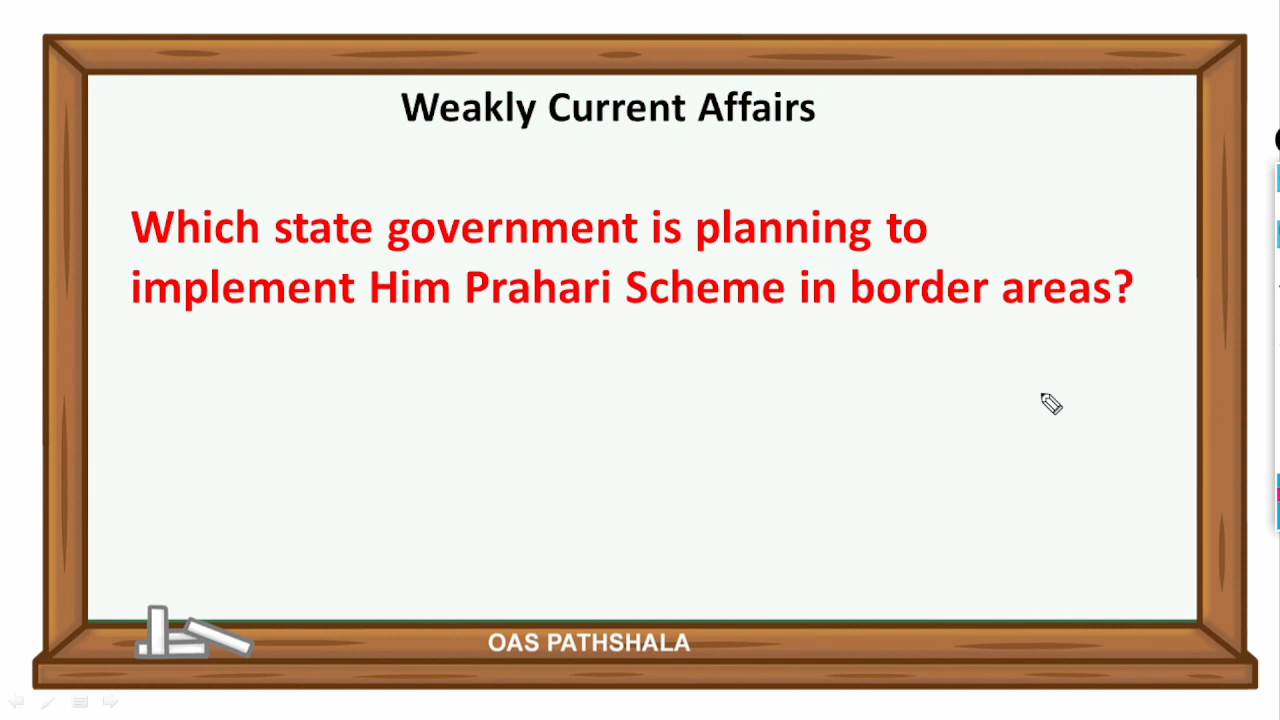 Weakly Current Affairs
Which state government is planning to
implement Him Prahari Scheme in border areas?
OAS PATHSHALA